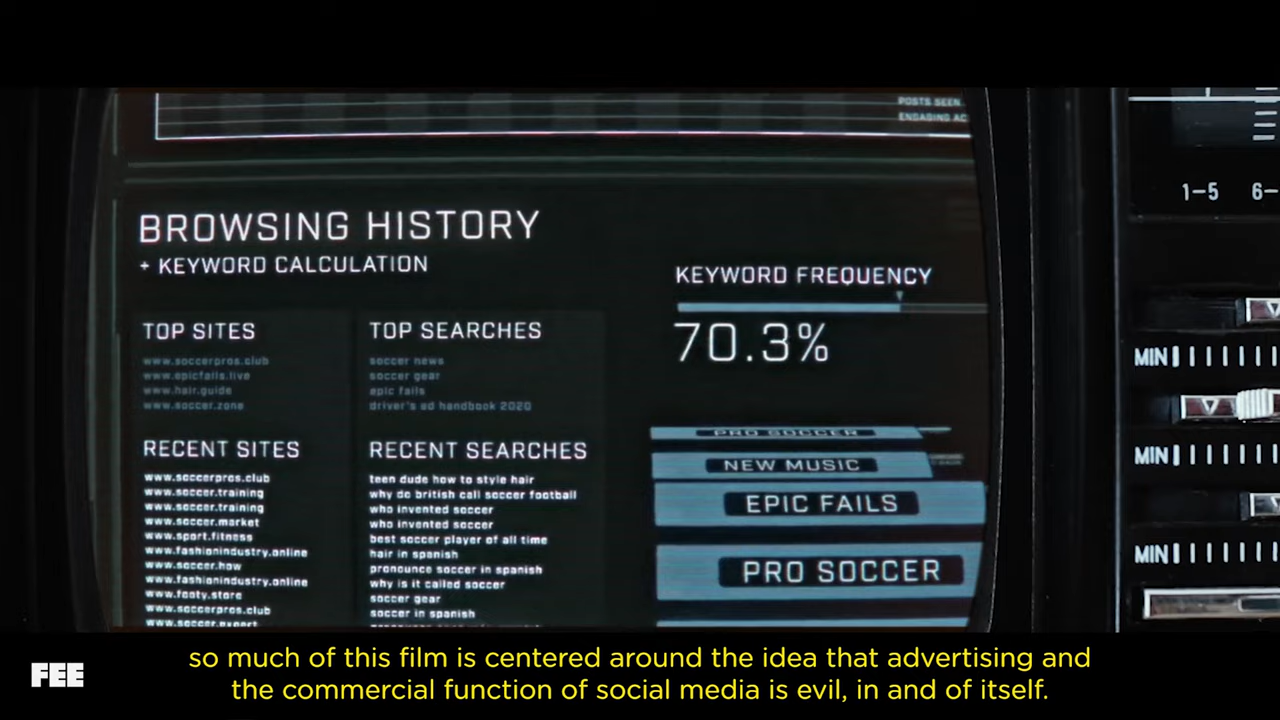 POSTS SEEN
ENGAGING AC
1-5 6-
BROWSING HISTORY
+ KEYWORD CALCULATION
KEYWORD FREQUENCY
70.3%
TOP SITES
www.soccerpros.club
www.epicfails.live
www.hair.guide
www.soccer.zone
TOP SEARCHES
soccer news
soccer gear
epic fails
driver's ed handbook 2020
RECENT SITES
www.soccerpros.club
www.soccer.training
www.soccer.training
www.soccer.market
www.sport.fitness
www.fashionindustry.online
www.soccer.how
www.fashionindustry.online
www.footy.store
www.soccerpros.club
www.soccer.expert
RECENT SEARCHES
teen dude how to style hair
why do british call soccer football
who invented soccer
who invented soccer
best soccer player of all time
hair in spanish
pronounce soccer in spanish
why is it called soccer
soccer gear
soccer in spanish
PRO SOCCER
NEW MUSIC
EPIC FAILS
PRO SOCCER
MIN
MIN
MIN
so much of this film is centered around the idea that advertising and
the commercial function of social media is evil, in and of itself.
FEE